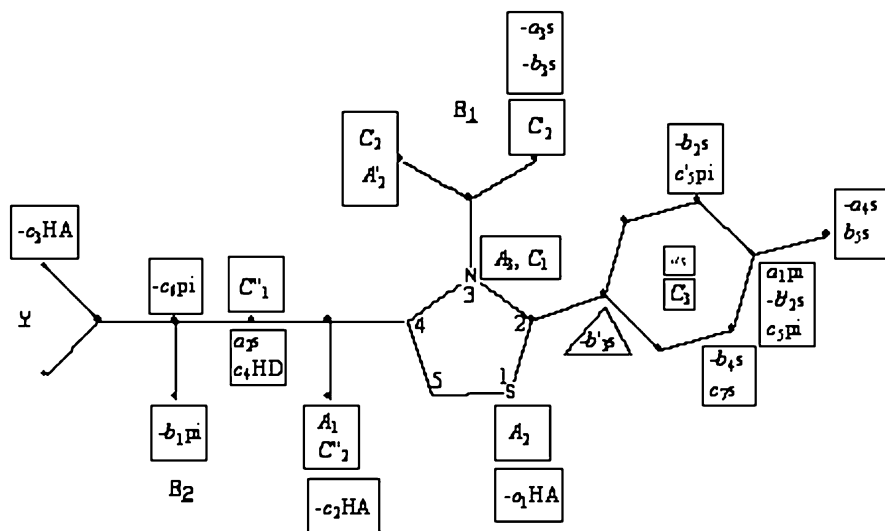 -a₃s
-b₃s
B1
C₂
C₂
A'₂
-b₂s
c'₅pi
-a₄s
b₅s
-c₃HA
-c₆pi
C''₁
N
3
A₃, C₁
C₃
Y
4
2
a₁pi
-b'₂s
c₅pi
a₂s
c₄HD
-b'₃s
5
1
S
-b₄s
c₇s
-b₁pi
A₁
C''₂
A₂
B2
-c₂HA
-c₁HA